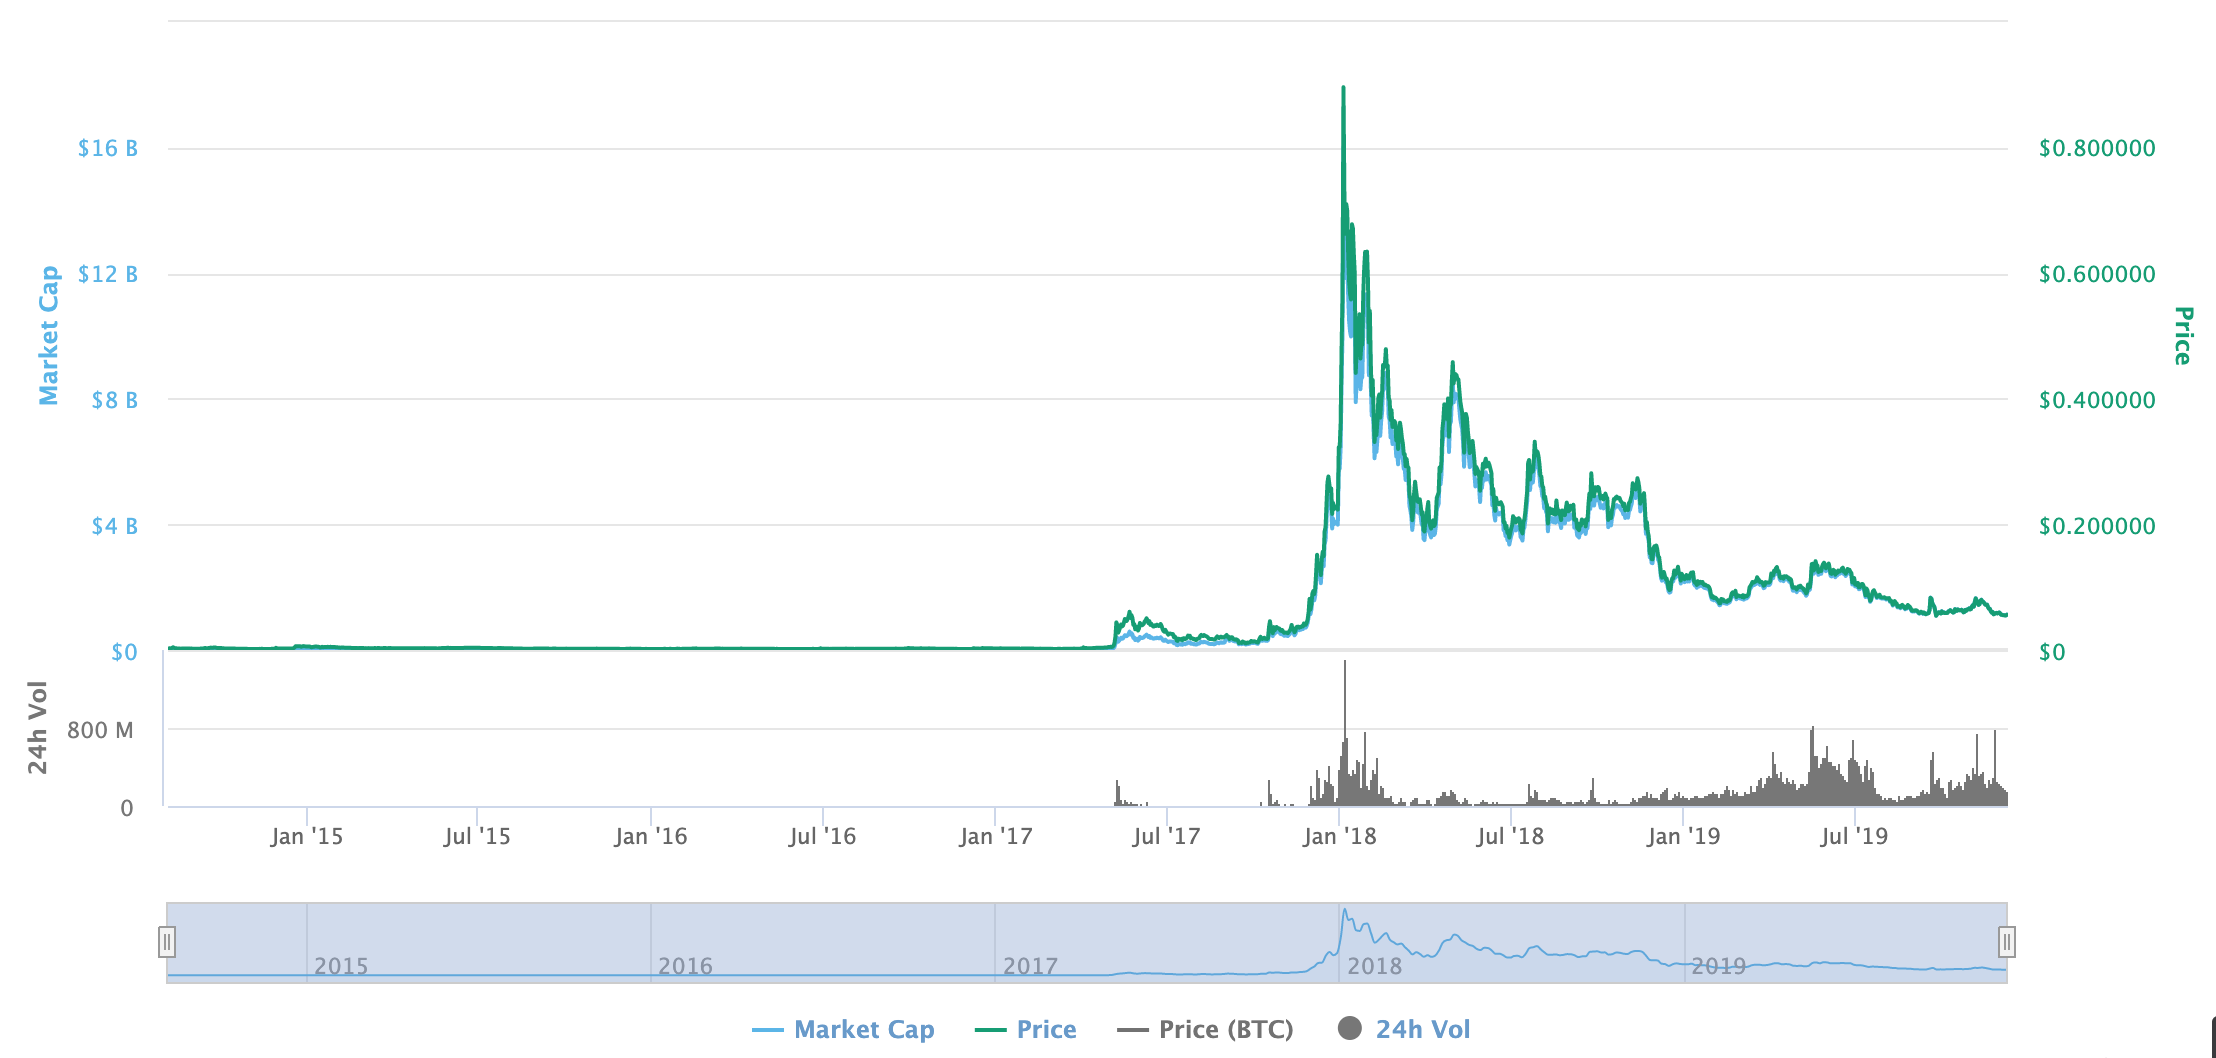 $16 B
$12 B
$8 B
$4 B
$0
Market Cap
$0.800000
$0.600000
$0.400000
$0.200000
$0
Price
24h Vol
800 M
0
Jan '15 Jul '15 Jan '16 Jul '16 Jan '17 Jul '17 Jan '18 Jul '18 Jan '19 Jul '19
2015 2016 2017 2018 2019
Market Cap Price Price (BTC) 24h Vol